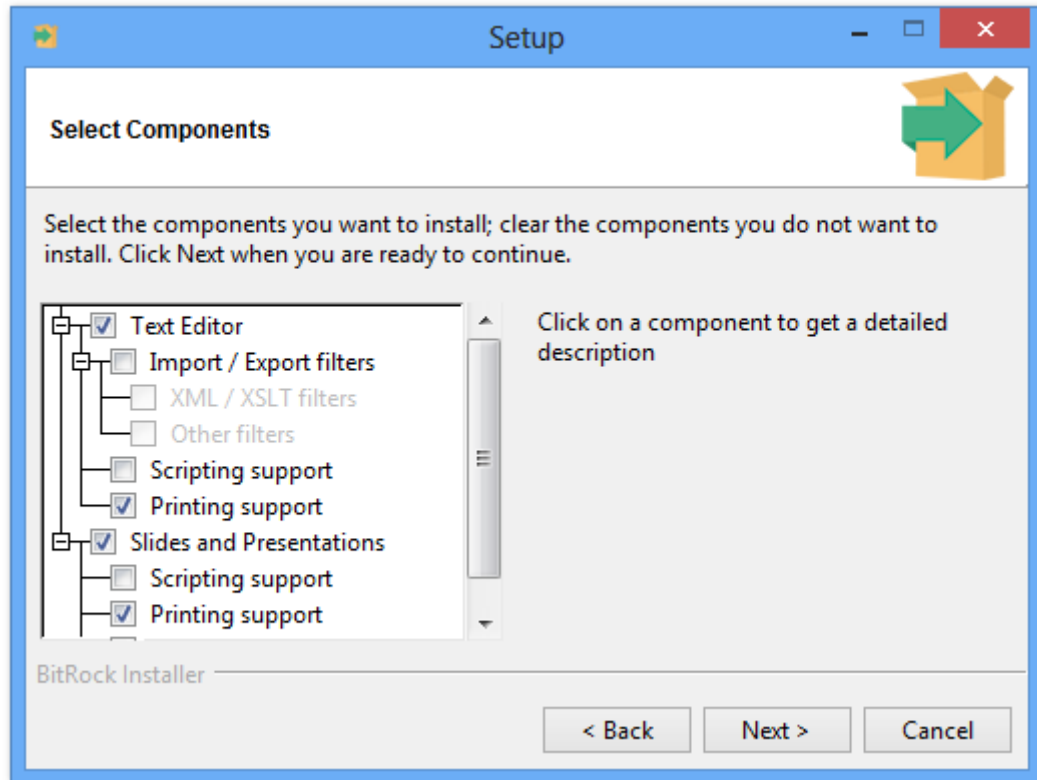 Setup
Select Components
Select the components you want to install; clear the components you do not want to
install. Click Next when you are ready to continue.
Text Editor
Import / Export filters
XML / XSLT filters
Other filters
Scripting support
Printing support
Slides and Presentations
Scripting support
Printing support
Click on a component to get a detailed
description
BitRock Installer
< Back
Next >
Cancel